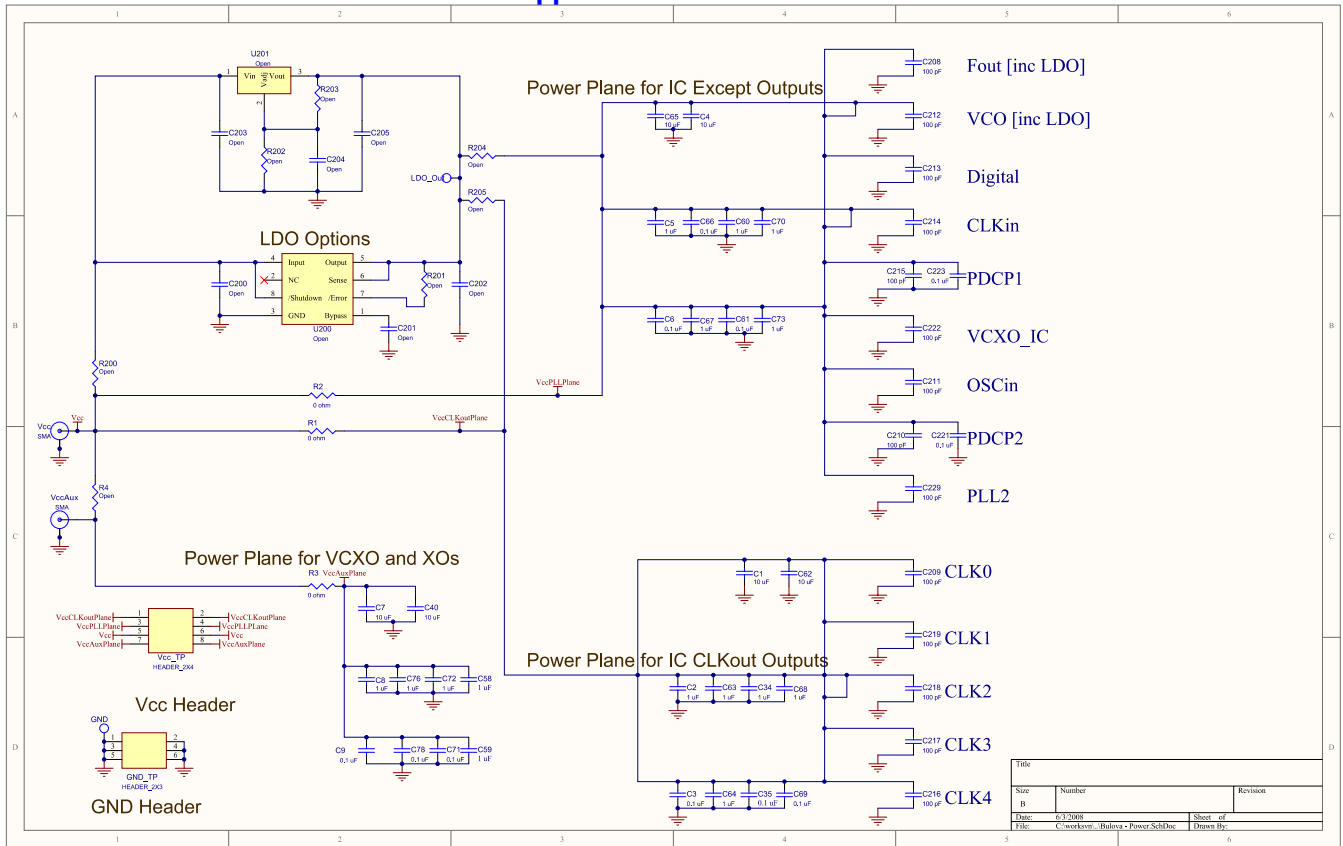 1 2 3 4 5 6
A
B
C
D
U201
Open
1 Vin Vadj Vout 3
2
R203
Open
C203
Open
R202
Open
C204
Open
C205
Open
LDO_Out
R204
Open
R205
Open
LDO Options
4 Input Output 5
2 NC Sense 6
8 /Shutdown /Error 7
3 GND Bypass 1
U200
Open
C200
Open
R201
Open
C202
Open
C201
Open
R200
Open
R2
0 ohm
VccPLLPlane
R1
0 ohm
VccCLKoutPlane
Vcc
SMA
Vcc
R4
Open
VccAux
SMA
Power Plane for IC Except Outputs
C65
10 uF
C4
10 uF
C5
1 uF
C66
0.1 uF
C60
1 uF
C70
1 uF
C6
0.1 uF
C67
1 uF
C61
0.1 uF
C73
1 uF
C208
100 pF
Fout [inc LDO]
C212
100 pF
VCO [inc LDO]
C213
100 pF
Digital
C214
100 pF
CLKin
C215
100 pF
C223
0.1 uF
PDCP1
C222
100 pF
VCXO_IC
C211
100 pF
OSCin
C210
100 pF
C221
0.1 uF
PDCP2
C229
100 pF
PLL2
Power Plane for VCXO and XOs
R3
0 ohm
VccAuxPlane
C7
10 uF
C40
10 uF
C8
1 uF
C76
1 uF
C72
1 uF
C58
1 uF
C9
0.1 uF
C78
0.1 uF
C71
0.1 uF
C59
1 uF
VccCLKoutPlane 1 2 VccCLKoutPlane
VccPLLPlane 3 4 VccPLLPLane
Vcc 5 6 Vcc
VccAuxPlane 7 8 VccAuxPlane
Vcc_TP
HEADER_2X4
Vcc Header
GND
1 2
3 4
5 6
GND_TP
HEADER_2X3
GND Header
C1
10 uF
C62
10 uF
Power Plane for IC CLKout Outputs
C2
1 uF
C63
1 uF
C34
1 uF
C68
1 uF
C3
0.1 uF
C64
1 uF
C35
0.1 uF
C69
0.1 uF
C209
100 pF
CLK0
C219
100 pF
CLK1
C218
100 pF
CLK2
C217
100 pF
CLK3
C216
100 pF
CLK4
Title
Size Number Revision
B
Date: 6/3/2008 Sheet of
File: C:\worksvn\..\Bulova - Power.SchDoc Drawn By:
1 2 3 4 5 6
A
B
C
D